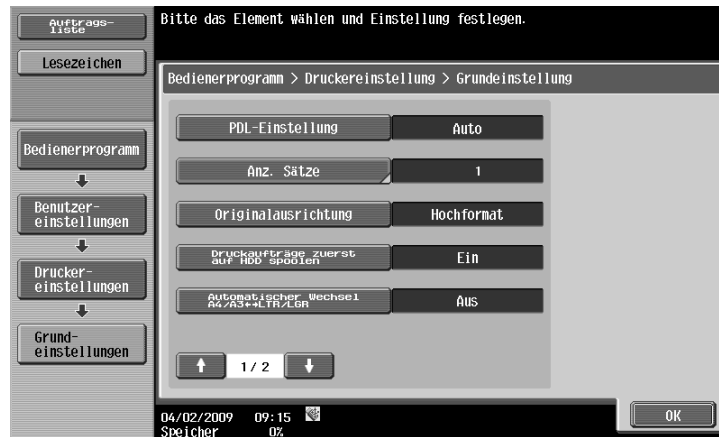 Auftrags-
liste
Bitte das Element wählen und Einstellung festlegen.
Lesezeichen
Bedienerprogramm > Druckereinstellung > Grundeinstellung
PDL-Einstellung
Auto
Anz. Sätze
1
Originalausrichtung
Hochformat
Druckaufträge zuerst
auf HDD spoolen
Ein
Automatischer Wechsel
A4/A3↔LTR/LGR
Aus
1/ 2
Bedienerprogramm
Benutzer-
einstellungen
Drucker-
einstellungen
Grund-
einstellungen
04/02/2009 09:15
Speicher 0%
OK